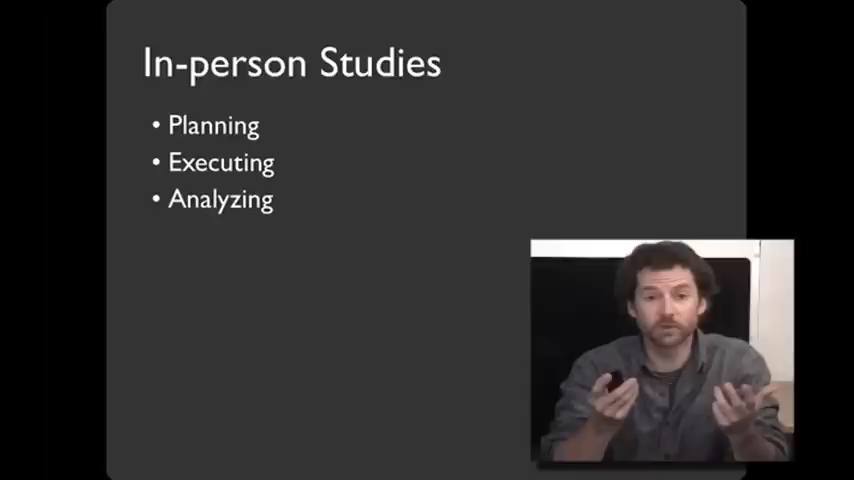 In-person Studies
• Planning
• Executing
• Analyzing